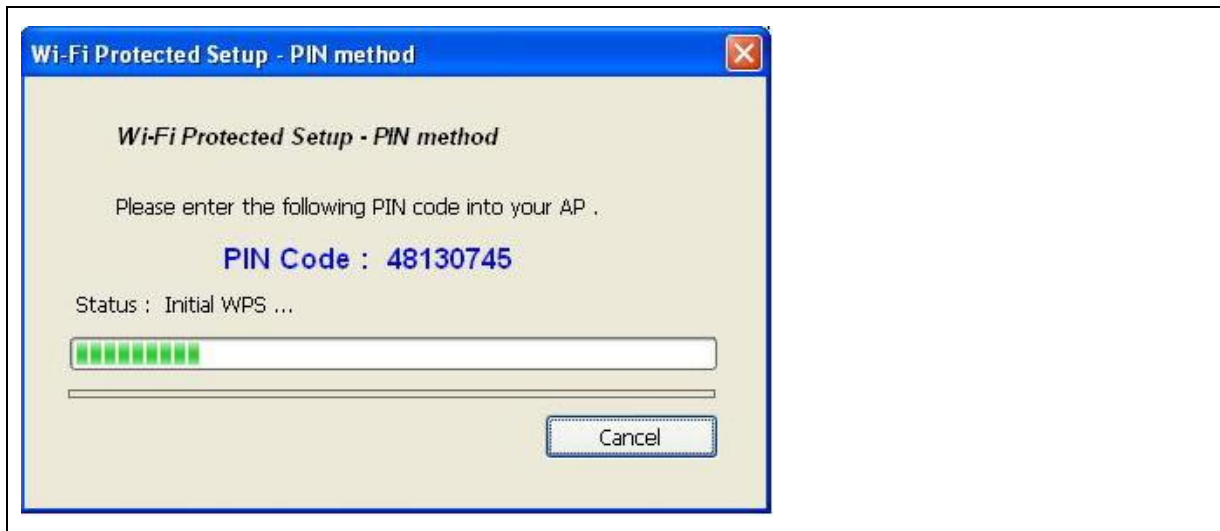 Wi-Fi Protected Setup - PIN method
Wi-Fi Protected Setup - PIN method
Please enter the following PIN code into your AP .
PIN Code : 48130745
Status : Initial WPS ...
Cancel